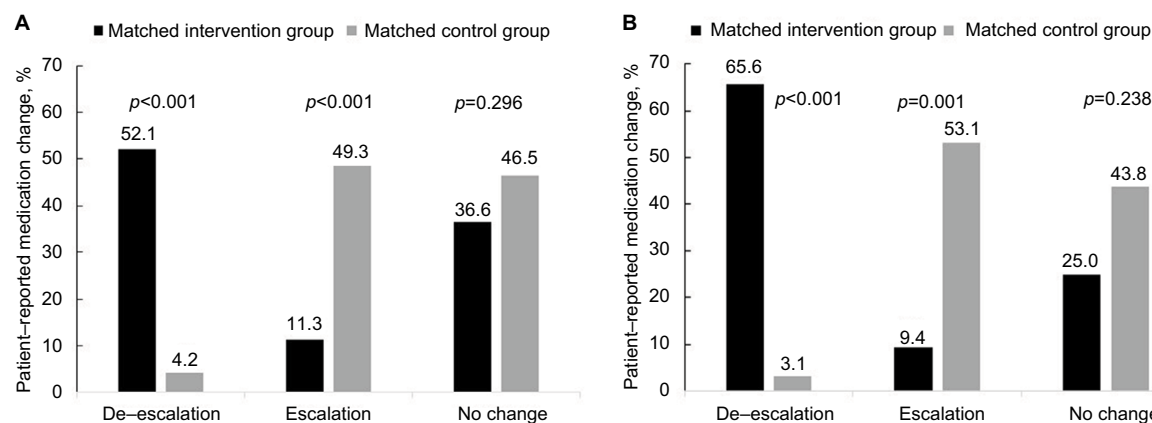 A
Matched intervention group Matched control group
Patient–reported medication change, %
70
60
50
40
30
20
10
0
p<0.001 p<0.001 p=0.296
52.1 4.2
11.3 49.3
36.6 46.5
De–escalation Escalation No change
B
Matched intervention group Matched control group
Patient–reported medication change, %
70
60
50
40
30
20
10
0
p<0.001 p=0.001 p=0.238
65.6 3.1
9.4 53.1
25.0 43.8
De–escalation Escalation No change